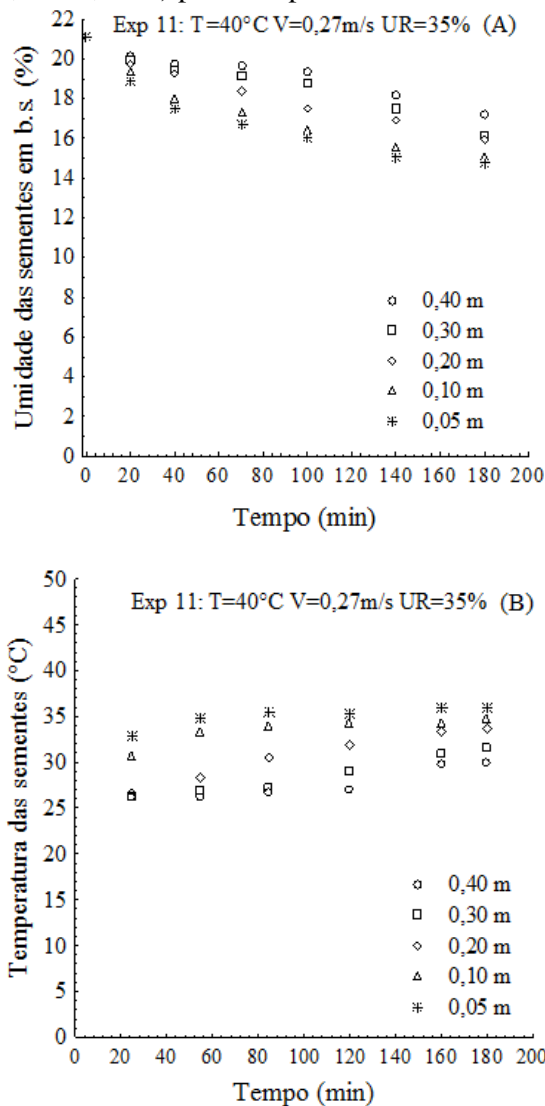 Exp 11: T=40°C V=0,27m/s UR=35% (A)
Umidade das sementes em b.s. (%)
22
20
18
16
14
12
10
8
6
4
2
0
0,40 m
0,30 m
0,20 m
0,10 m
0,05 m
0 20 40 60 80 100 120 140 160 180 200
Tempo (min)
Exp 11: T=40°C V=0,27m/s UR=35% (B)
Temperatura das sementes (°C)
50
45
40
35
30
25
20
15
10
5
0
0,40 m
0,30 m
0,20 m
0,10 m
0,05 m
0 20 40 60 80 100 120 140 160 180 200
Tempo (min)